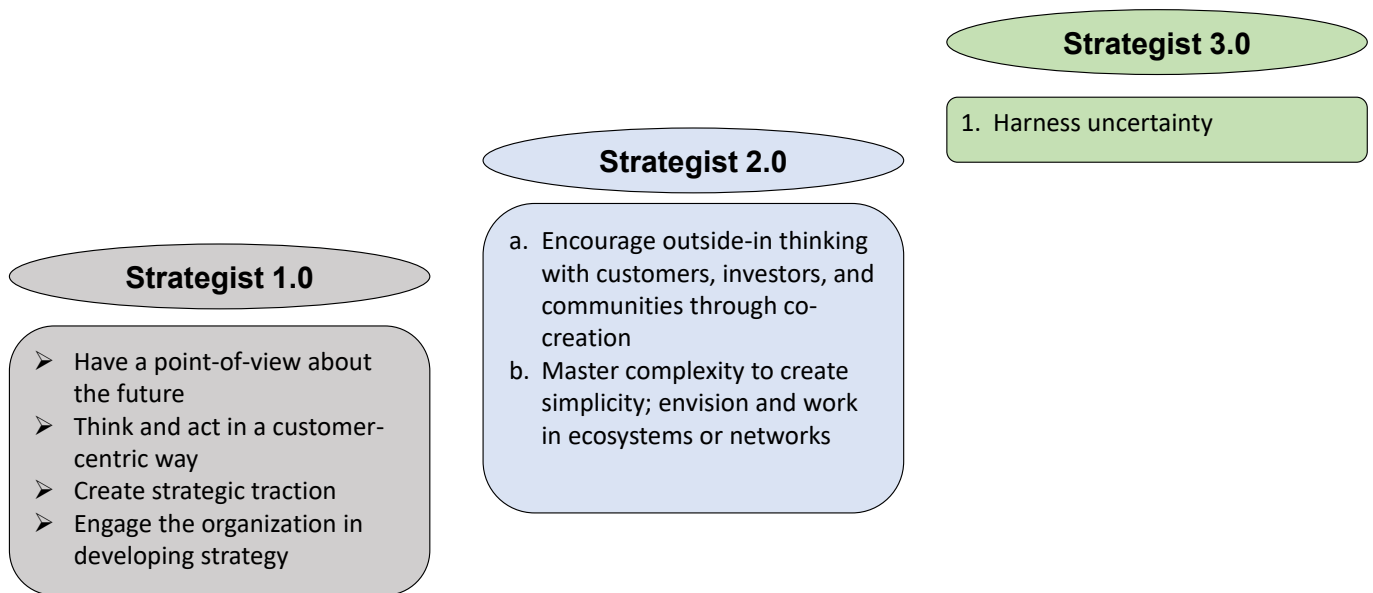 Strategist 1.0
➢ Have a point-of-view about
the future
➢ Think and act in a customer-
centric way
➢ Create strategic traction
➢ Engage the organization in
developing strategy
Strategist 2.0
a. Encourage outside-in thinking
with customers, investors, and
communities through co-
creation
b. Master complexity to create
simplicity; envision and work
in ecosystems or networks
Strategist 3.0
1. Harness uncertainty